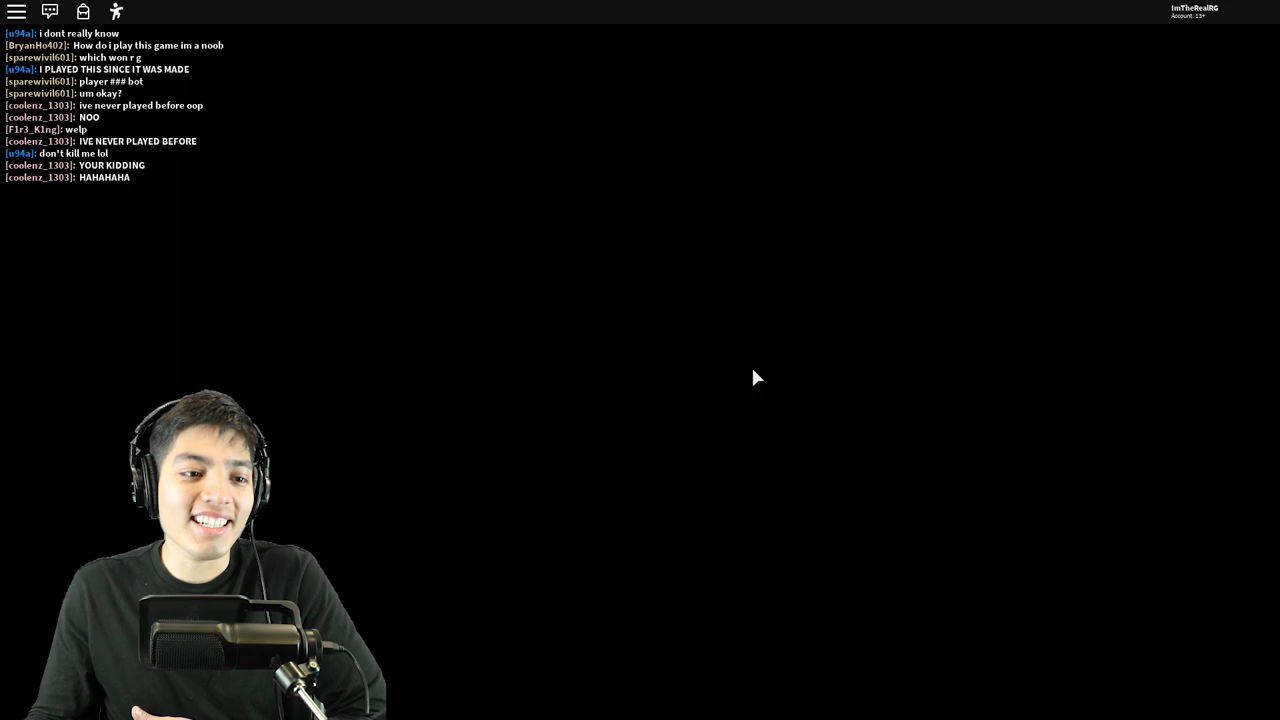 ImTheRealRG
Account: 13+
[u94a]: i dont really know
[BryanHo402]: How do i play this game im a noob
[sparewivil601]: which won r g
[u94a]: I PLAYED THIS SINCE IT WAS MADE
[sparewivil601]: player ### bot
[sparewivil601]: um okay?
[coolenz_1303]: ive never played before oop
[coolenz_1303]: NOO
[F1r3_K1ng]: welp
[coolenz_1303]: IVE NEVER PLAYED BEFORE
[u94a]: don't kill me lol
[coolenz_1303]: YOUR KIDDING
[coolenz_1303]: HAHAHAHA